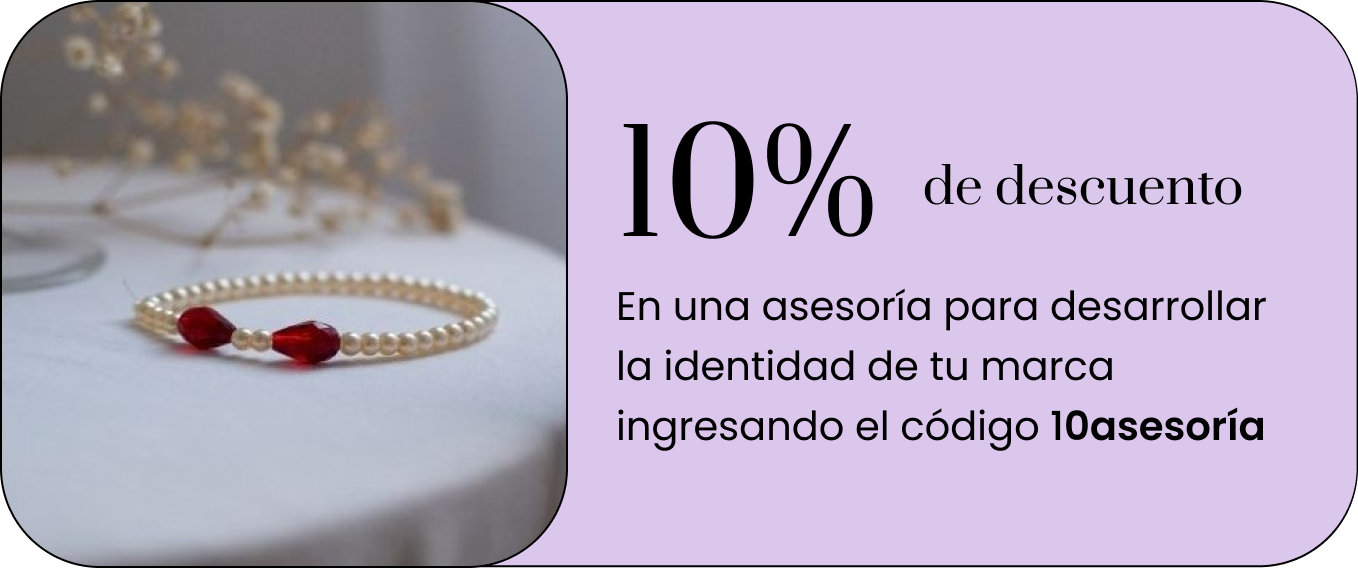 10% de descuento
En una asesoría para desarrollar
la identidad de tu marca
ingresando el código 10asesoría